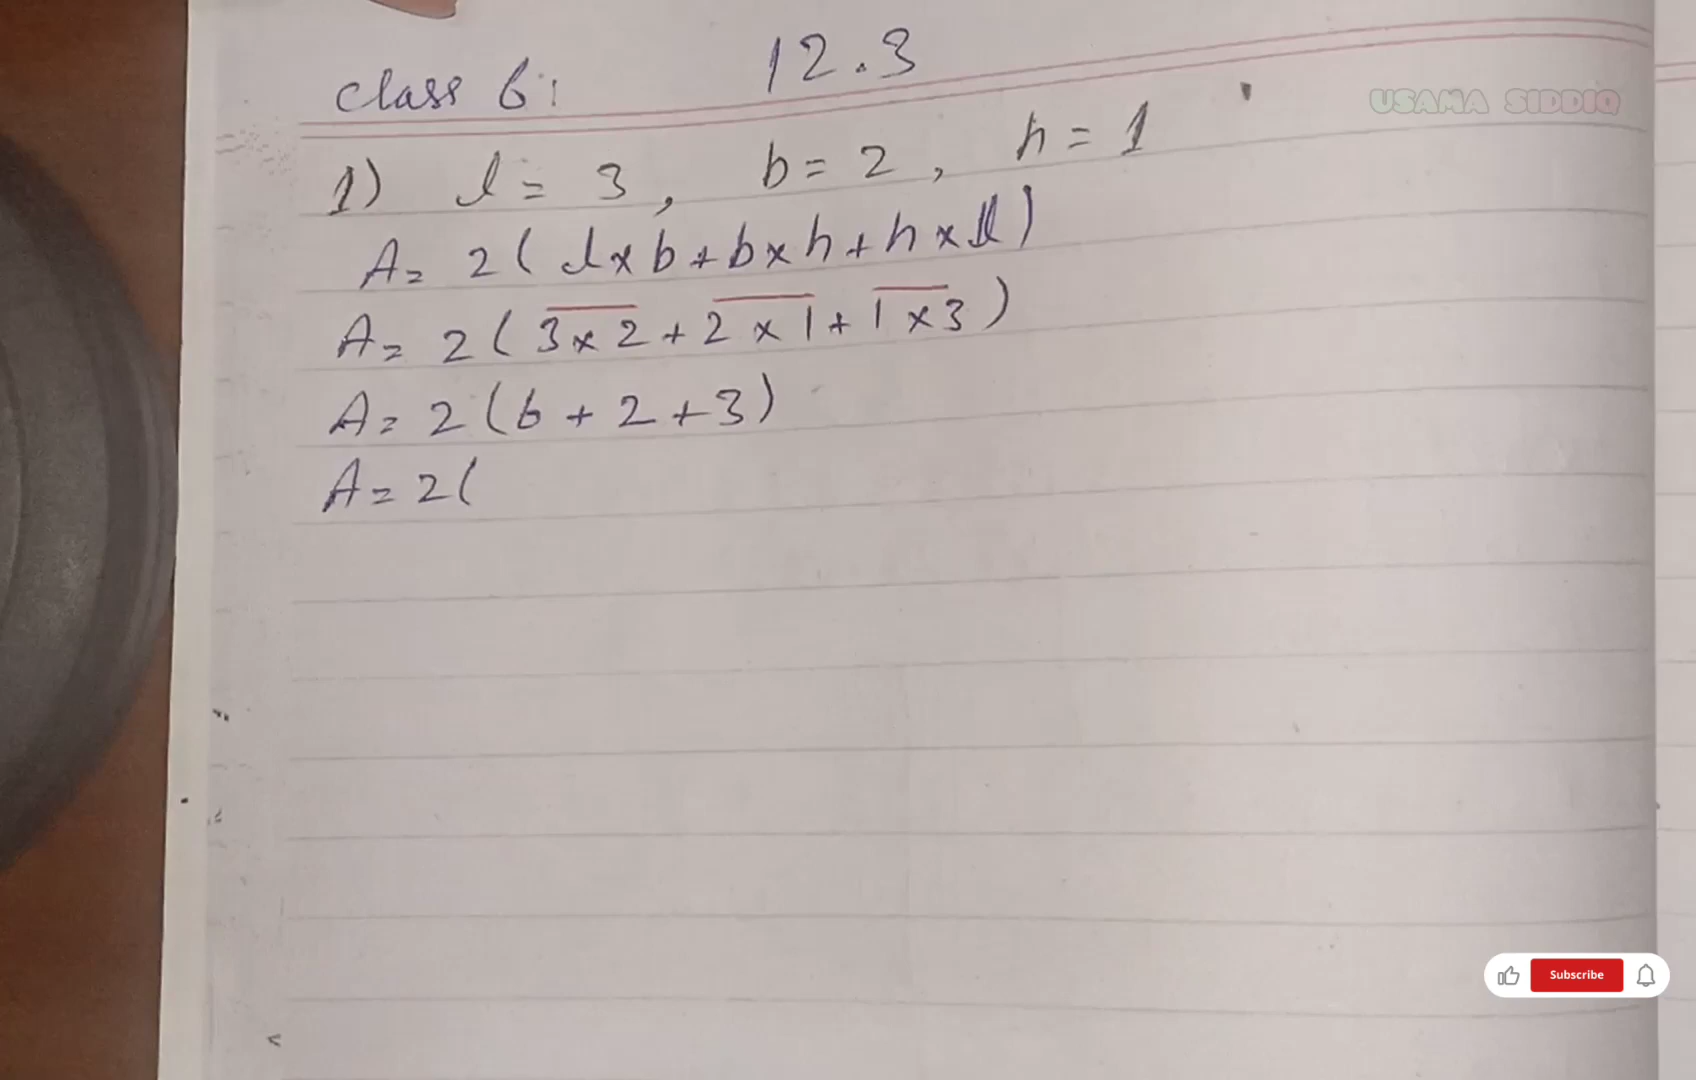 class 6: 12.3
USAMA SIDDIQ
1) l = 3, b = 2, h = 1
A = 2 ( l × b + b × h + h × l )
A = 2 ( 3 × 2 + 2 × 1 + 1 × 3 )
A = 2 ( 6 + 2 + 3 )
A = 2 (
Subscribe